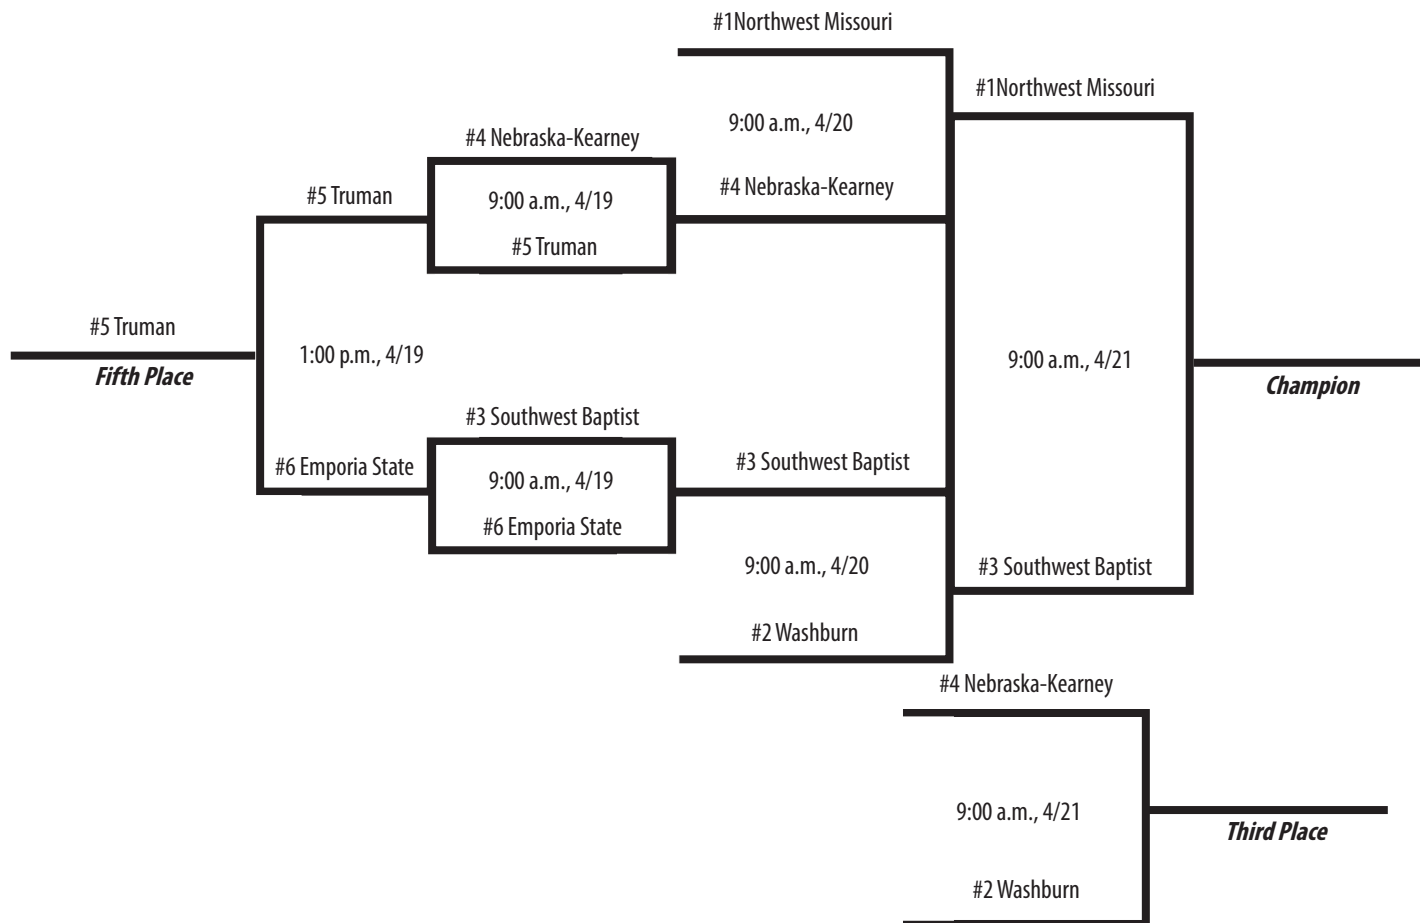 #1Northwest Missouri
#1Northwest Missouri
9:00 a.m., 4/20
#4 Nebraska-Kearney
#4 Nebraska-Kearney
#5 Truman
9:00 a.m., 4/19
#5 Truman
#5 Truman
Fifth Place
1:00 p.m., 4/19
9:00 a.m., 4/21
Champion
#3 Southwest Baptist
#6 Emporia State
#3 Southwest Baptist
9:00 a.m., 4/19
#6 Emporia State
9:00 a.m., 4/20
#3 Southwest Baptist
#2 Washburn
#4 Nebraska-Kearney
9:00 a.m., 4/21
Third Place
#2 Washburn